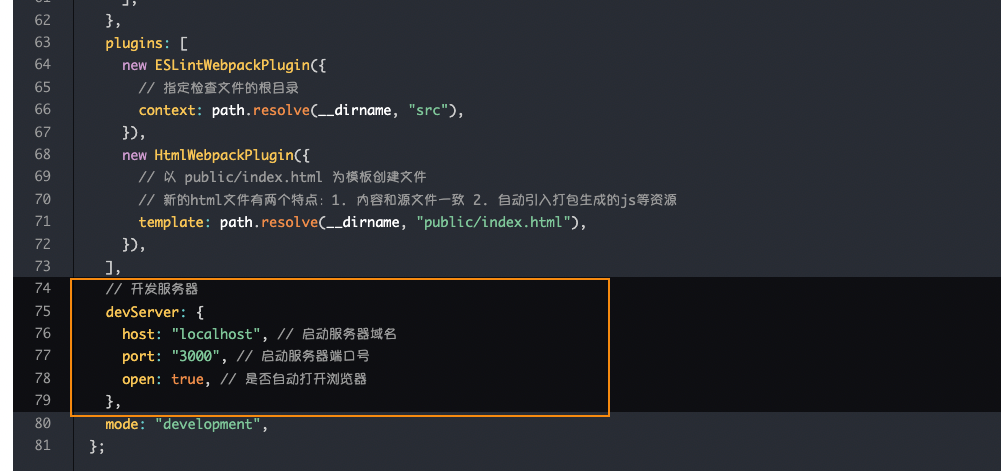 62 },
63 plugins: [
64 new ESLintWebpackPlugin({
65 // 指定检查文件的根目录
66 context: path.resolve(__dirname, "src"),
67 }),
68 new HtmlWebpackPlugin({
69 // 以 public/index.html 为模板创建文件
70 // 新的html文件有两个特点: 1. 内容和源文件一致 2. 自动引入打包生成的js等资源
71 template: path.resolve(__dirname, "public/index.html"),
72 }),
73 ],
74 // 开发服务器
75 devServer: {
76 host: "localhost", // 启动服务器域名
77 port: "3000", // 启动服务器端口号
78 open: true, // 是否自动打开浏览器
79 },
80 mode: "development",
81 };